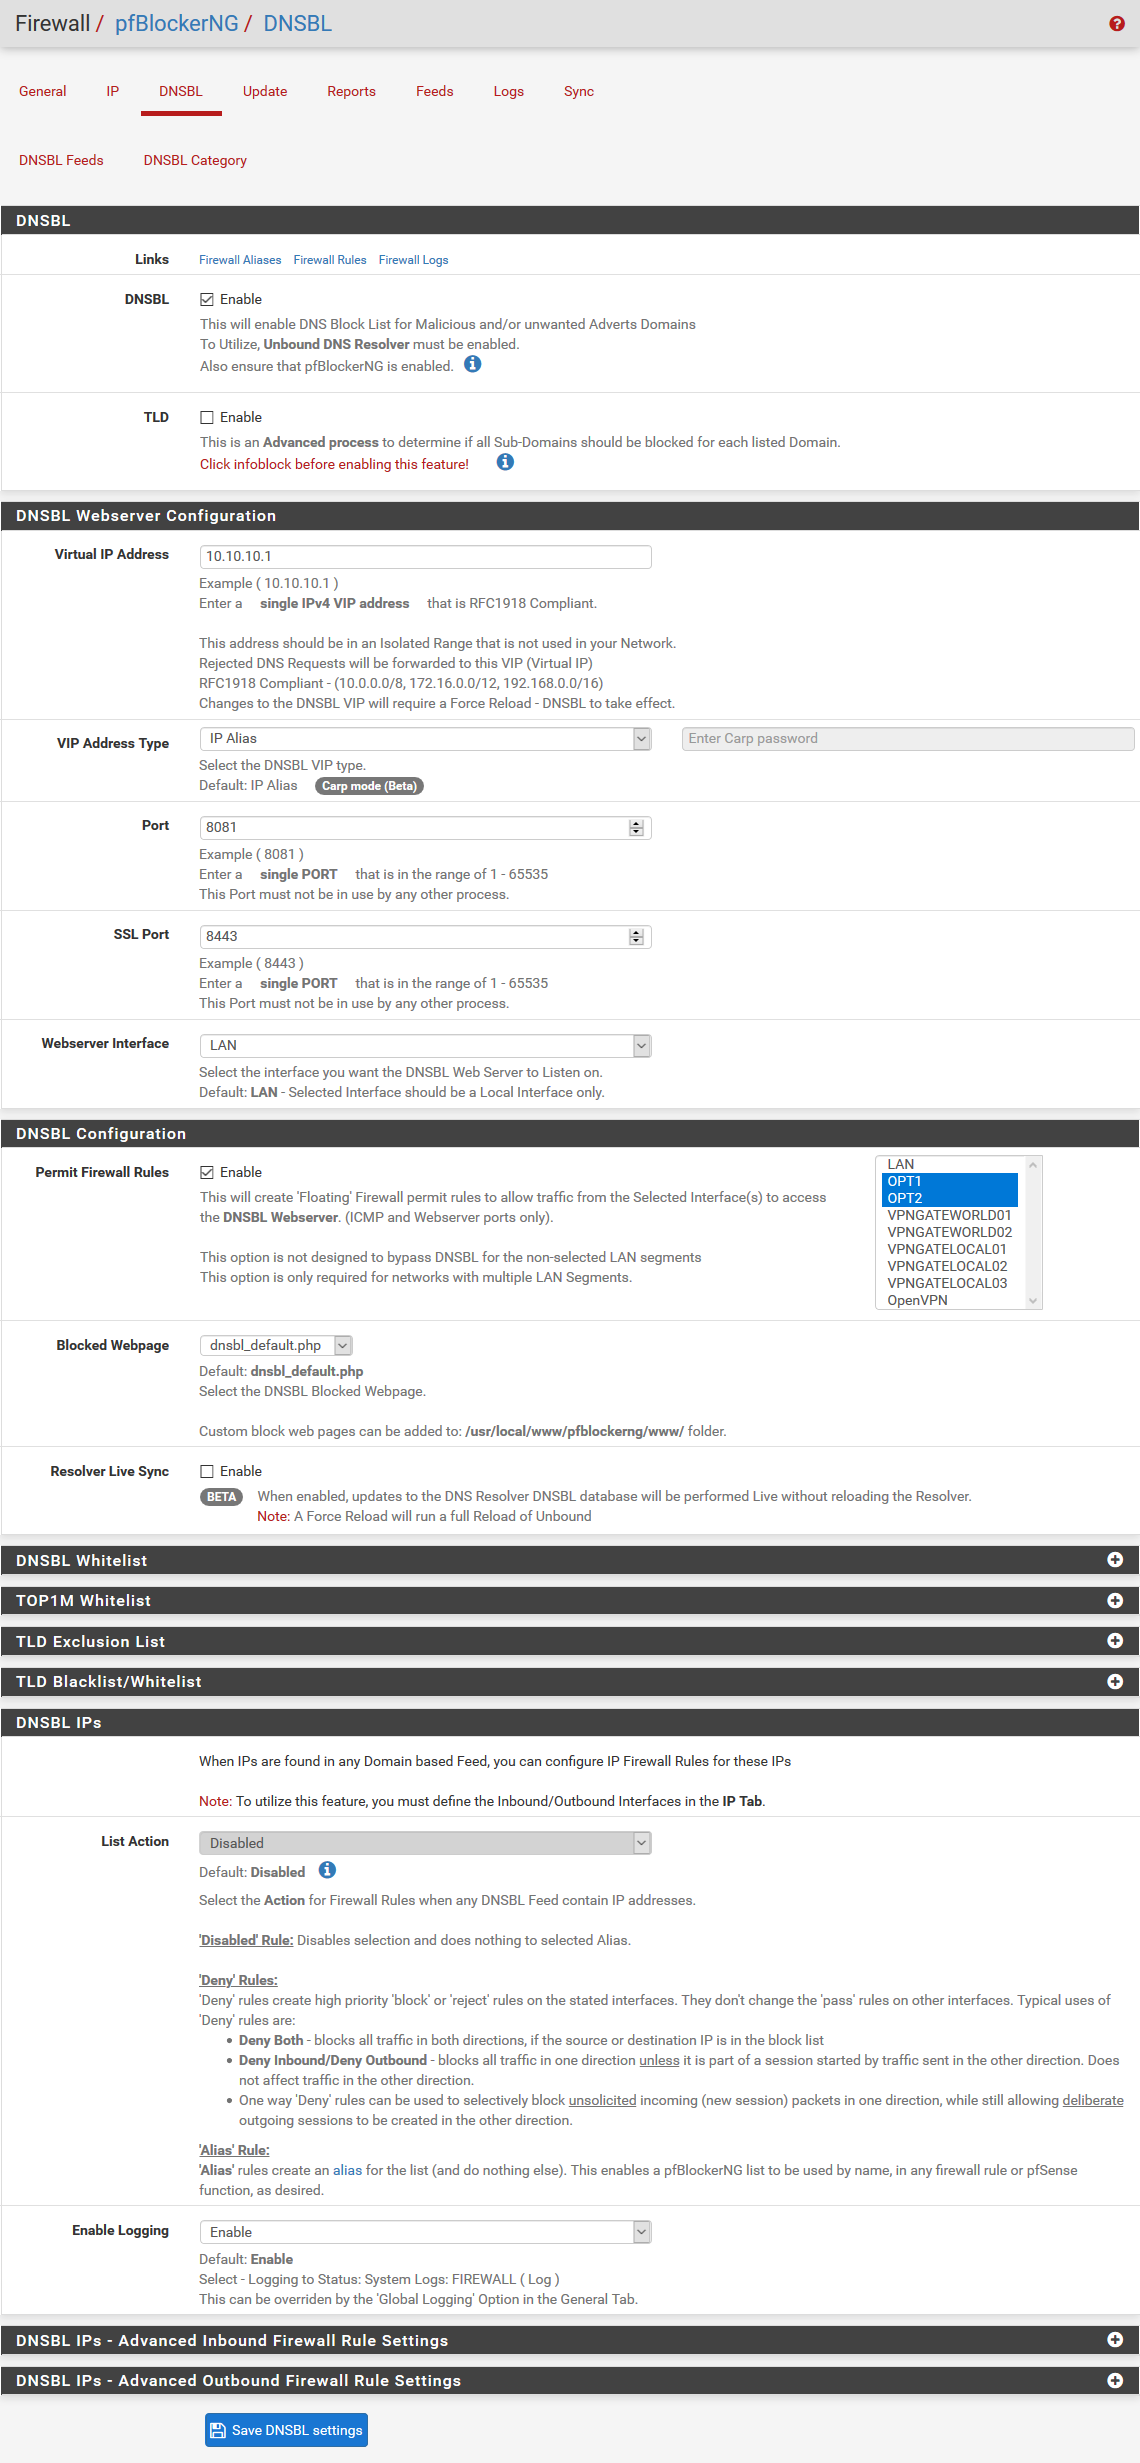 Firewall / pfBlockerNG / DNSBL
General IP DNSBL Update Reports Feeds Logs Sync
DNSBL Feeds DNSBL Category
DNSBL
Links Firewall Aliases Firewall Rules Firewall Logs
DNSBL Enable
This will enable DNS Block List for Malicious and/or unwanted Adverts Domains
To Utilize, Unbound DNS Resolver must be enabled.
Also ensure that pfBlockerNG is enabled.
TLD Enable
This is an Advanced process to determine if all Sub-Domains should be blocked for each listed Domain.
Click infoblock before enabling this feature!
DNSBL Webserver Configuration
Virtual IP Address 10.10.10.1
Example ( 10.10.10.1 )
Enter a single IPv4 VIP address that is RFC1918 Compliant.
This address should be in an Isolated Range that is not used in your Network.
Rejected DNS Requests will be forwarded to this VIP (Virtual IP)
RFC1918 Compliant - (10.0.0.0/8, 172.16.0.0/12, 192.168.0.0/16)
Changes to the DNSBL VIP will require a Force Reload - DNSBL to take effect.
VIP Address Type IP Alias Enter Carp password
Select the DNSBL VIP type.
Default: IP Alias Carp mode (Beta)
Port 8081
Example ( 8081 )
Enter a single PORT that is in the range of 1 - 65535
This Port must not be in use by any other process.
SSL Port 8443
Example ( 8443 )
Enter a single PORT that is in the range of 1 - 65535
This Port must not be in use by any other process.
Webserver Interface LAN
Select the interface you want the DNSBL Web Server to Listen on.
Default: LAN - Selected Interface should be a Local Interface only.
DNSBL Configuration
Permit Firewall Rules Enable
This will create 'Floating' Firewall permit rules to allow traffic from the Selected Interface(s) to access
the DNSBL Webserver. (ICMP and Webserver ports only).
This option is not designed to bypass DNSBL for the non-selected LAN segments
This option is only required for networks with multiple LAN Segments.
LAN
OPT1
OPT2
VPNGATEWORLD01
VPNGATEWORLD02
VPNGATELOCAL01
VPNGATELOCAL02
VPNGATELOCAL03
OpenVPN
Blocked Webpage dnsbl_default.php
Default: dnsbl_default.php
Select the DNSBL Blocked Webpage.
Custom block web pages can be added to: /usr/local/www/pfblockerng/www/ folder.
Resolver Live Sync Enable
BETA When enabled, updates to the DNS Resolver DNSBL database will be performed Live without reloading the Resolver.
Note: A Force Reload will run a full Reload of Unbound
DNSBL Whitelist
TOP1M Whitelist
TLD Exclusion List
TLD Blacklist/Whitelist
DNSBL IPs
When IPs are found in any Domain based Feed, you can configure IP Firewall Rules for these IPs
Note: To utilize this feature, you must define the Inbound/Outbound Interfaces in the IP Tab.
List Action Disabled
Default: Disabled
Select the Action for Firewall Rules when any DNSBL Feed contain IP addresses.
'Disabled' Rule: Disables selection and does nothing to selected Alias.
'Deny' Rules:
'Deny' rules create high priority 'block' or 'reject' rules on the stated interfaces. They don't change the 'pass' rules on other interfaces. Typical uses of
'Deny' rules are:
• Deny Both - blocks all traffic in both directions, if the source or destination IP is in the block list
• Deny Inbound/Deny Outbound - blocks all traffic in one direction unless it is part of a session started by traffic sent in the other direction. Does
not affect traffic in the other direction.
• One way 'Deny' rules can be used to selectively block unsolicited incoming (new session) packets in one direction, while still allowing deliberate
outgoing sessions to be created in the other direction.
'Alias' Rule:
'Alias' rules create an alias for the list (and do nothing else). This enables a pfBlockerNG list to be used by name, in any firewall rule or pfSense
function, as desired.
Enable Logging Enable
Default: Enable
Select - Logging to Status: System Logs: FIREWALL ( Log )
This can be overriden by the 'Global Logging' Option in the General Tab.
DNSBL IPs - Advanced Inbound Firewall Rule Settings
DNSBL IPs - Advanced Outbound Firewall Rule Settings
Save DNSBL settings